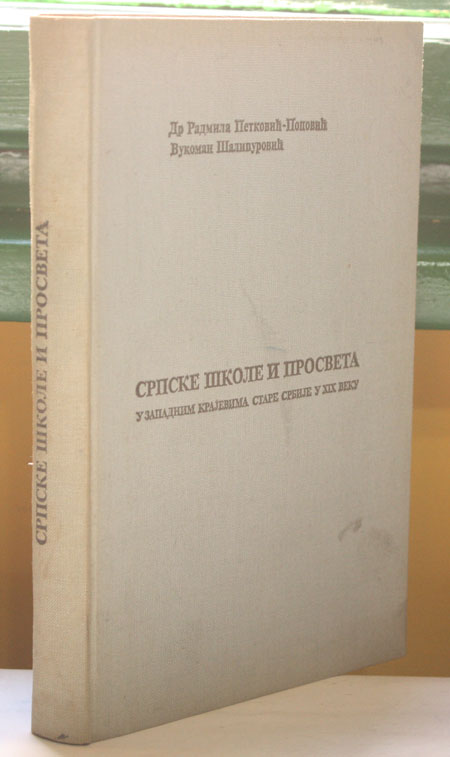 Др Радмила Петковић-Поповић
Вукоман Шалипуровић
СРПСКЕ ШКОЛЕ И ПРОСВЕТА
У ЗАПАДНИМ КРАЈЕВИМА СТАРЕ СРБИЈЕ У XIX ВЕКУ
СРПСКЕ ШКОЛЕ И ПРОСВЕТА